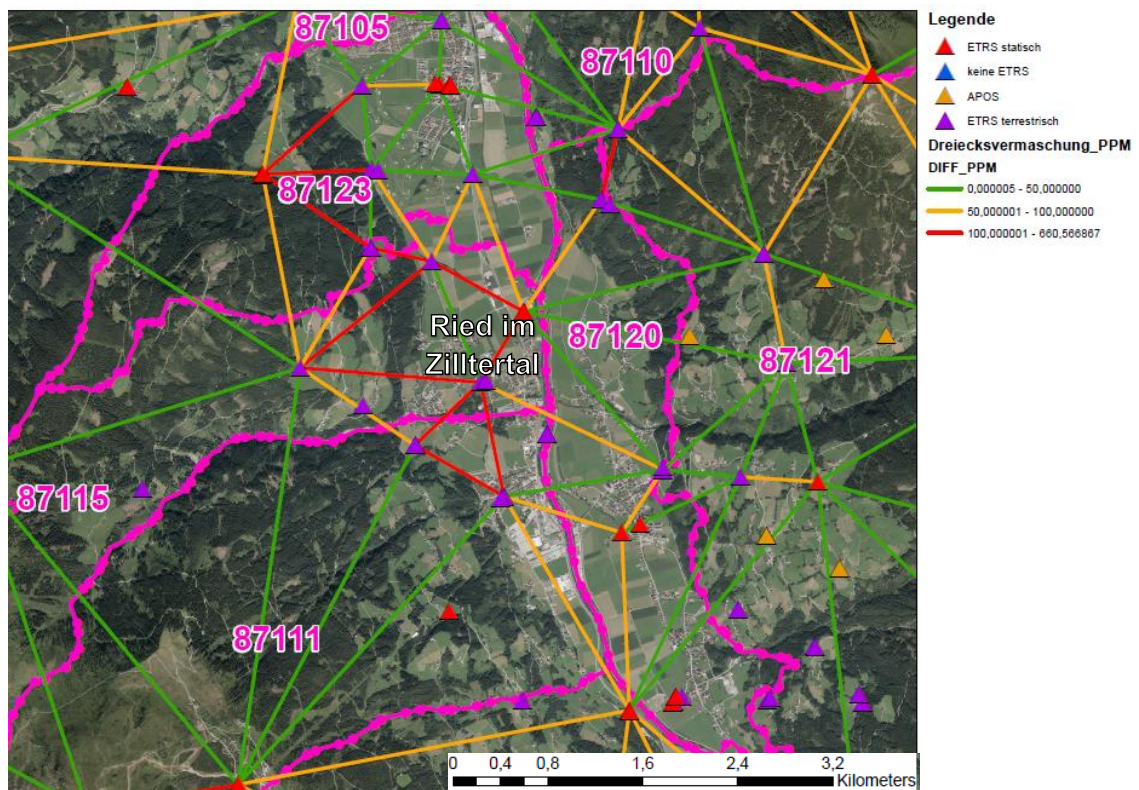 87105
87110
87123
Ried im
Zilltertal
87120
87121
87115
87111
0 0,4 0,8 1,6 2,4 3,2
Kilometers
Legende
ETRS statisch
keine ETRS
APOS
ETRS terrestrisch
Dreiecksvermaschung_PPM
DIFF_PPM
0,000005 - 50,000000
50,000001 - 100,000000
100,000001 - 660,566867